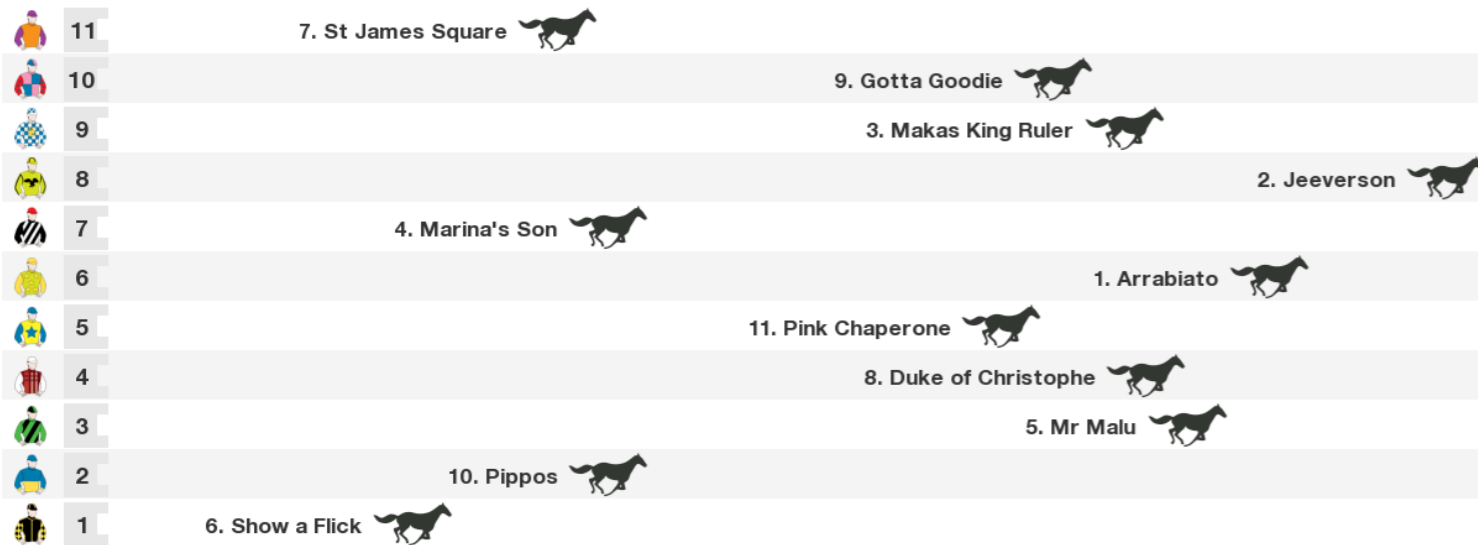 11 7. St James Square
10 9. Gotta Goodie
9 3. Makas King Ruler
8 2. Jeeverson
7 4. Marina's Son
6 1. Arrabiato
5 11. Pink Chaperone
4 8. Duke of Christophe
3 5. Mr Malu
2 10. Pippos
1 6. Show a Flick